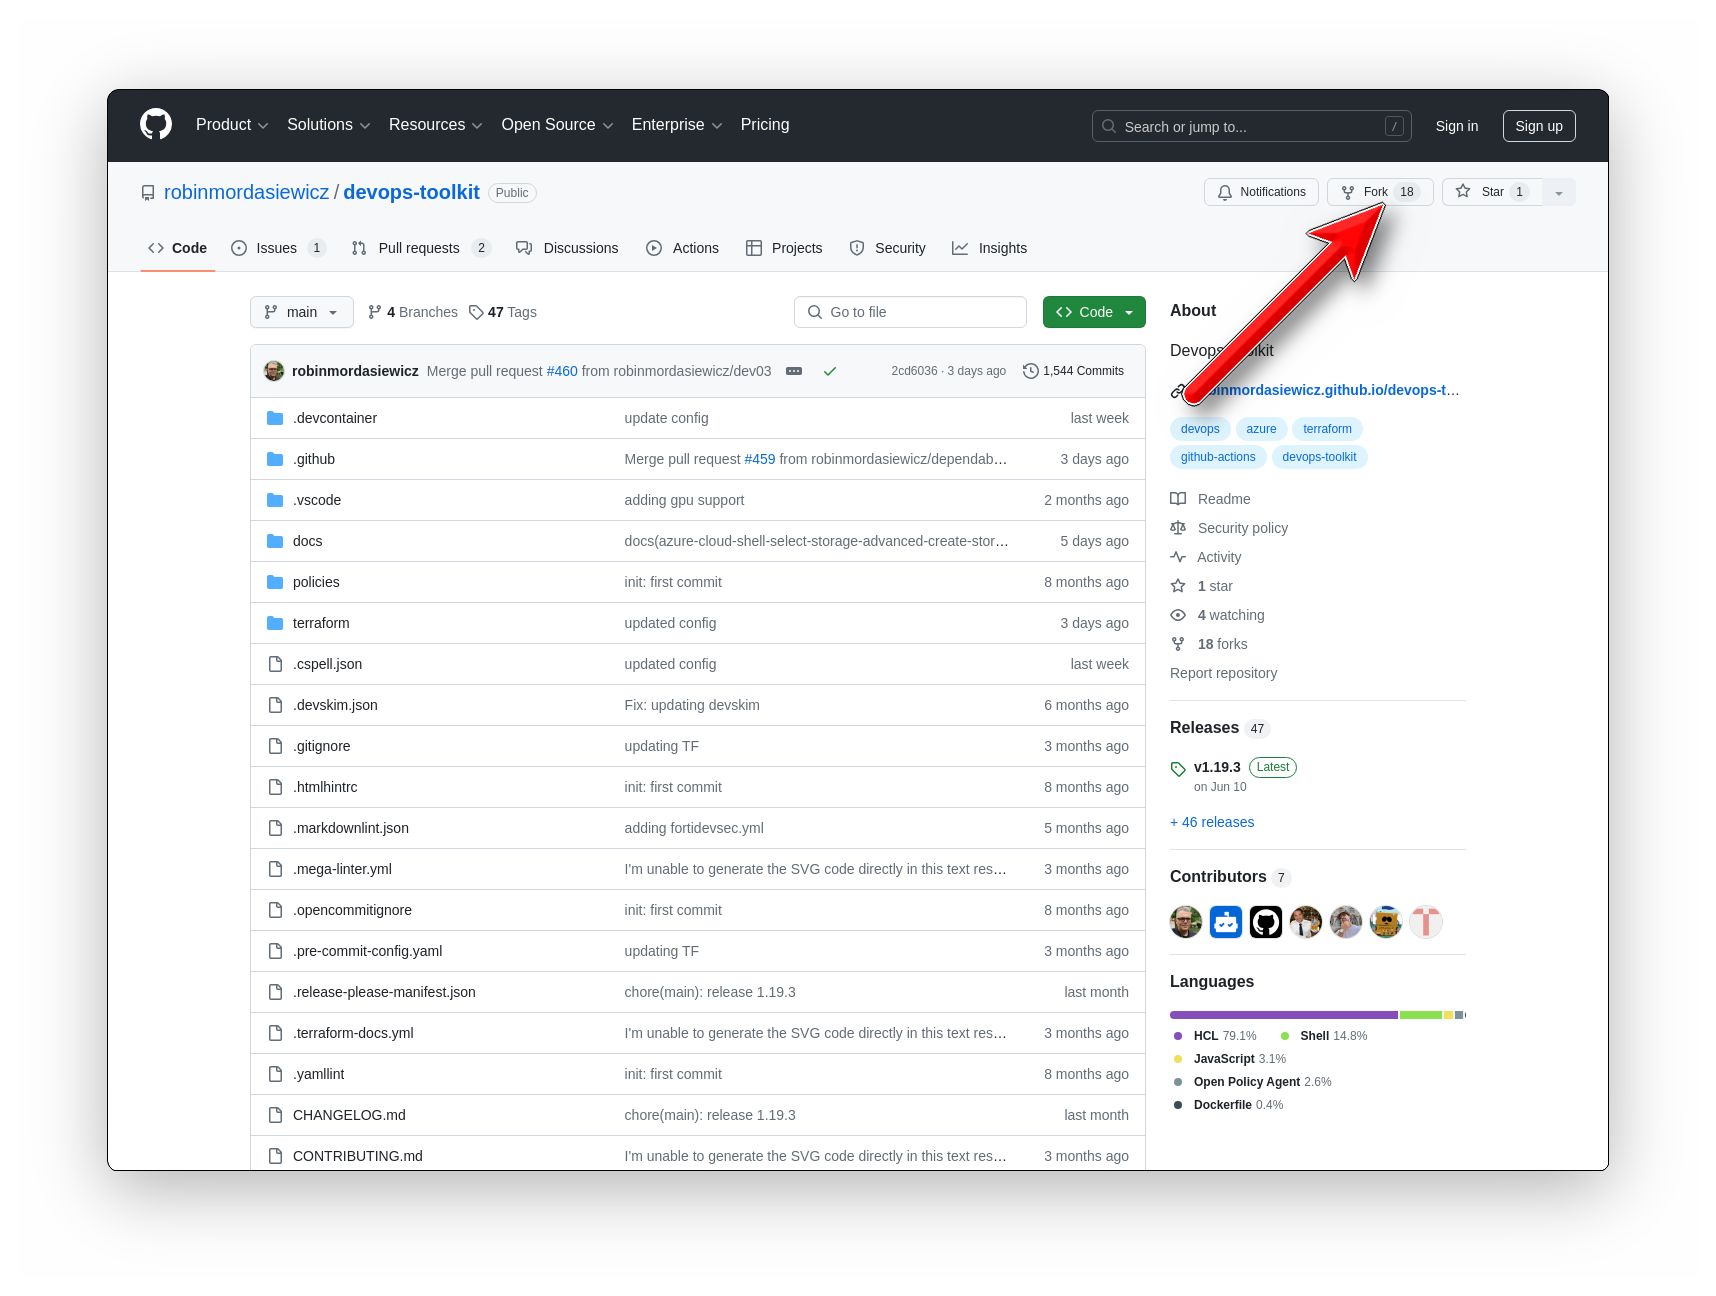 Product Solutions Resources Open Source Enterprise Pricing Search or jump to... / Sign in Sign up
robinmordasiewicz / devops-toolkit Public Notifications Fork 18 Star 1
Code Issues 1 Pull requests 2 Discussions Actions Projects Security Insights
main 4 Branches 47 Tags Go to file Code
robinmordasiewicz Merge pull request #460 from robinmordasiewicz/dev03 2cd6036 · 3 days ago 1,544 Commits
.devcontainer update config last week
.github Merge pull request #459 from robinmordasiewicz/dependab… 3 days ago
.vscode adding gpu support 2 months ago
docs docs(azure-cloud-shell-select-storage-advanced-create-stor… 5 days ago
policies init: first commit 8 months ago
terraform updated config 3 days ago
.cspell.json updated config last week
.devskim.json Fix: updating devskim 6 months ago
.gitignore updating TF 3 months ago
.htmlhintrc init: first commit 8 months ago
.markdownlint.json adding fortidevsec.yml 5 months ago
.mega-linter.yml I'm unable to generate the SVG code directly in this text res… 3 months ago
.opencommitignore init: first commit 8 months ago
.pre-commit-config.yaml updating TF 3 months ago
.release-please-manifest.json chore(main): release 1.19.3 last month
.terraform-docs.yml I'm unable to generate the SVG code directly in this text res… 3 months ago
.yamllint init: first commit 8 months ago
CHANGELOG.md chore(main): release 1.19.3 last month
CONTRIBUTING.md I'm unable to generate the SVG code directly in this text res… 3 months ago
About
Devops
binmordasiewicz.github.io/devops-t…
devops azure terraform
github-actions devops-toolkit
Readme
Security policy
Activity
1 star
4 watching
18 forks
Report repository
Releases 47
v1.19.3 Latest
on Jun 10
+ 46 releases
Contributors 7
Languages
HCL 79.1% Shell 14.8%
JavaScript 3.1%
Open Policy Agent 2.6%
Dockerfile 0.4%